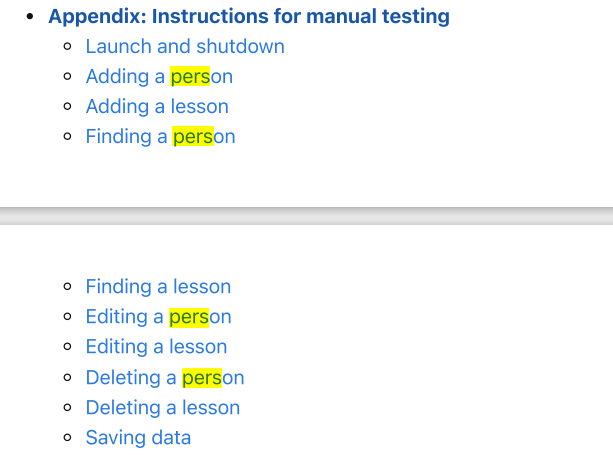 Appendix: Instructions for manual testing
Launch and shutdown
Adding a person
Adding a lesson
Finding a person
Finding a lesson
Editing a person
Editing a lesson
Deleting a person
Deleting a lesson
Saving data